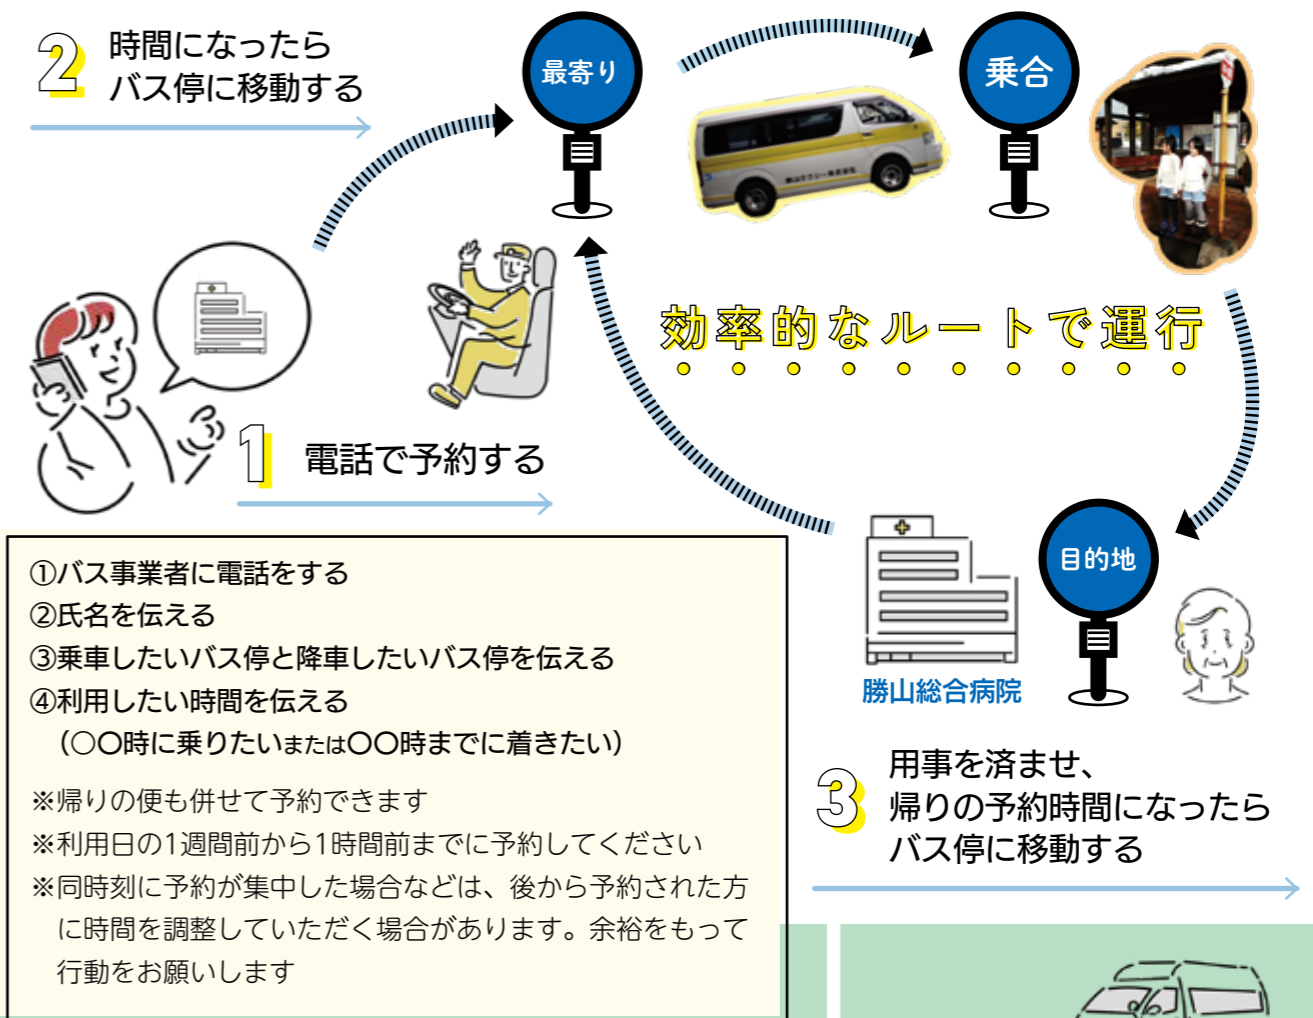 2 時間になったら
バス停に移動する
最寄り
乗合
勝山タクシー株式会社
効率的なルートで運行
1 電話で予約する
①バス事業者に電話をする
②氏名を伝える
③乗車したいバス停と降車したいバス停を伝える
④利用したい時間を伝える
（○〇時に乗りたいまたは〇〇時までに着きたい）
※帰りの便も併せて予約できます
※利用日の1週間前から1時間前までに予約してください
※同時刻に予約が集中した場合などは、後から予約された方
に時間を調整していただく場合があります。余裕をもって
行動をお願いします
目的地
勝山総合病院
3 用事を済ませ、
帰りの予約時間になったら
バス停に移動する